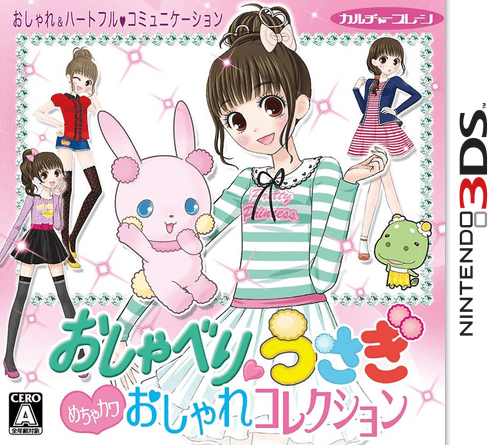 おしゃれ&ハートフル♥コミュニケーション
カルチャーブレーン
NINTENDO 3DS
Pretty
Princess
おしゃべり♥うさぎ
めちゃカワ♥おしゃれコレクション
CERO
A
全年齢対象